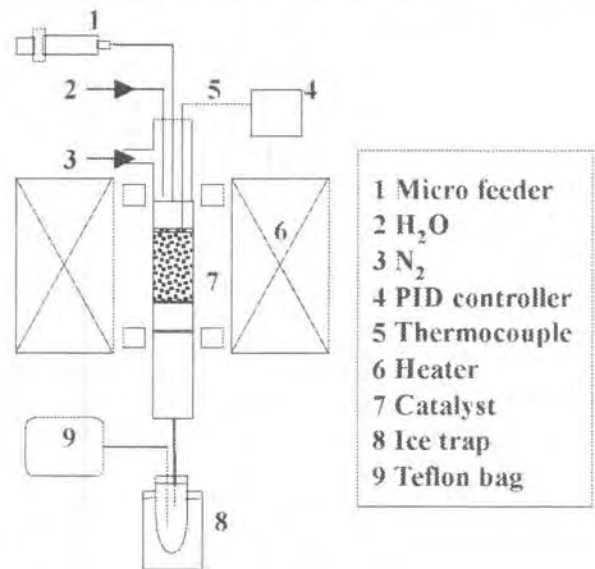 1
2
5
4
3
6
7
9
8
1 Micro feeder
2 H₂O
3 N₂
4 PID controller
5 Thermocouple
6 Heater
7 Catalyst
8 Ice trap
9 Teflon bag